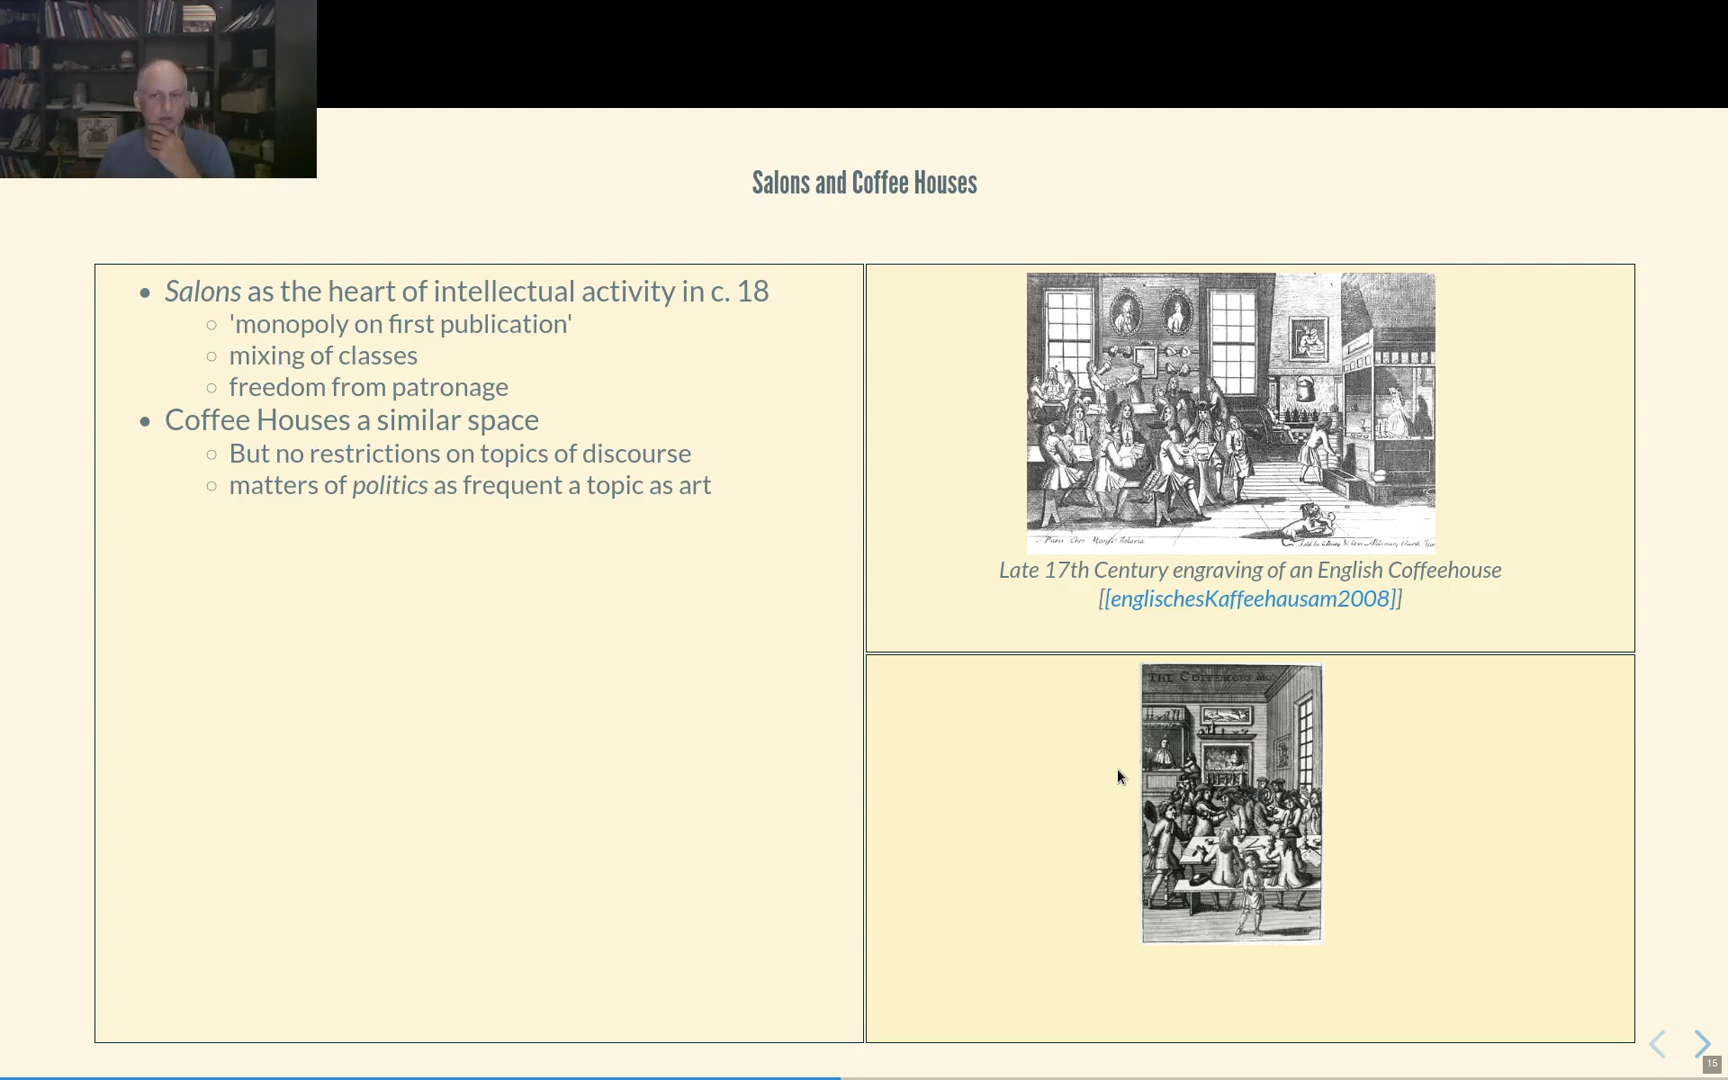 Salons and Coffee Houses
Salons as the heart of intellectual activity in c. 18
'monopoly on first publication'
mixing of classes
freedom from patronage
Coffee Houses a similar space
But no restrictions on topics of discourse
matters of politics as frequent a topic as art
Late 17th Century engraving of an English Coffeehouse
[[englischesKaffeehausam2008]]
THE
15